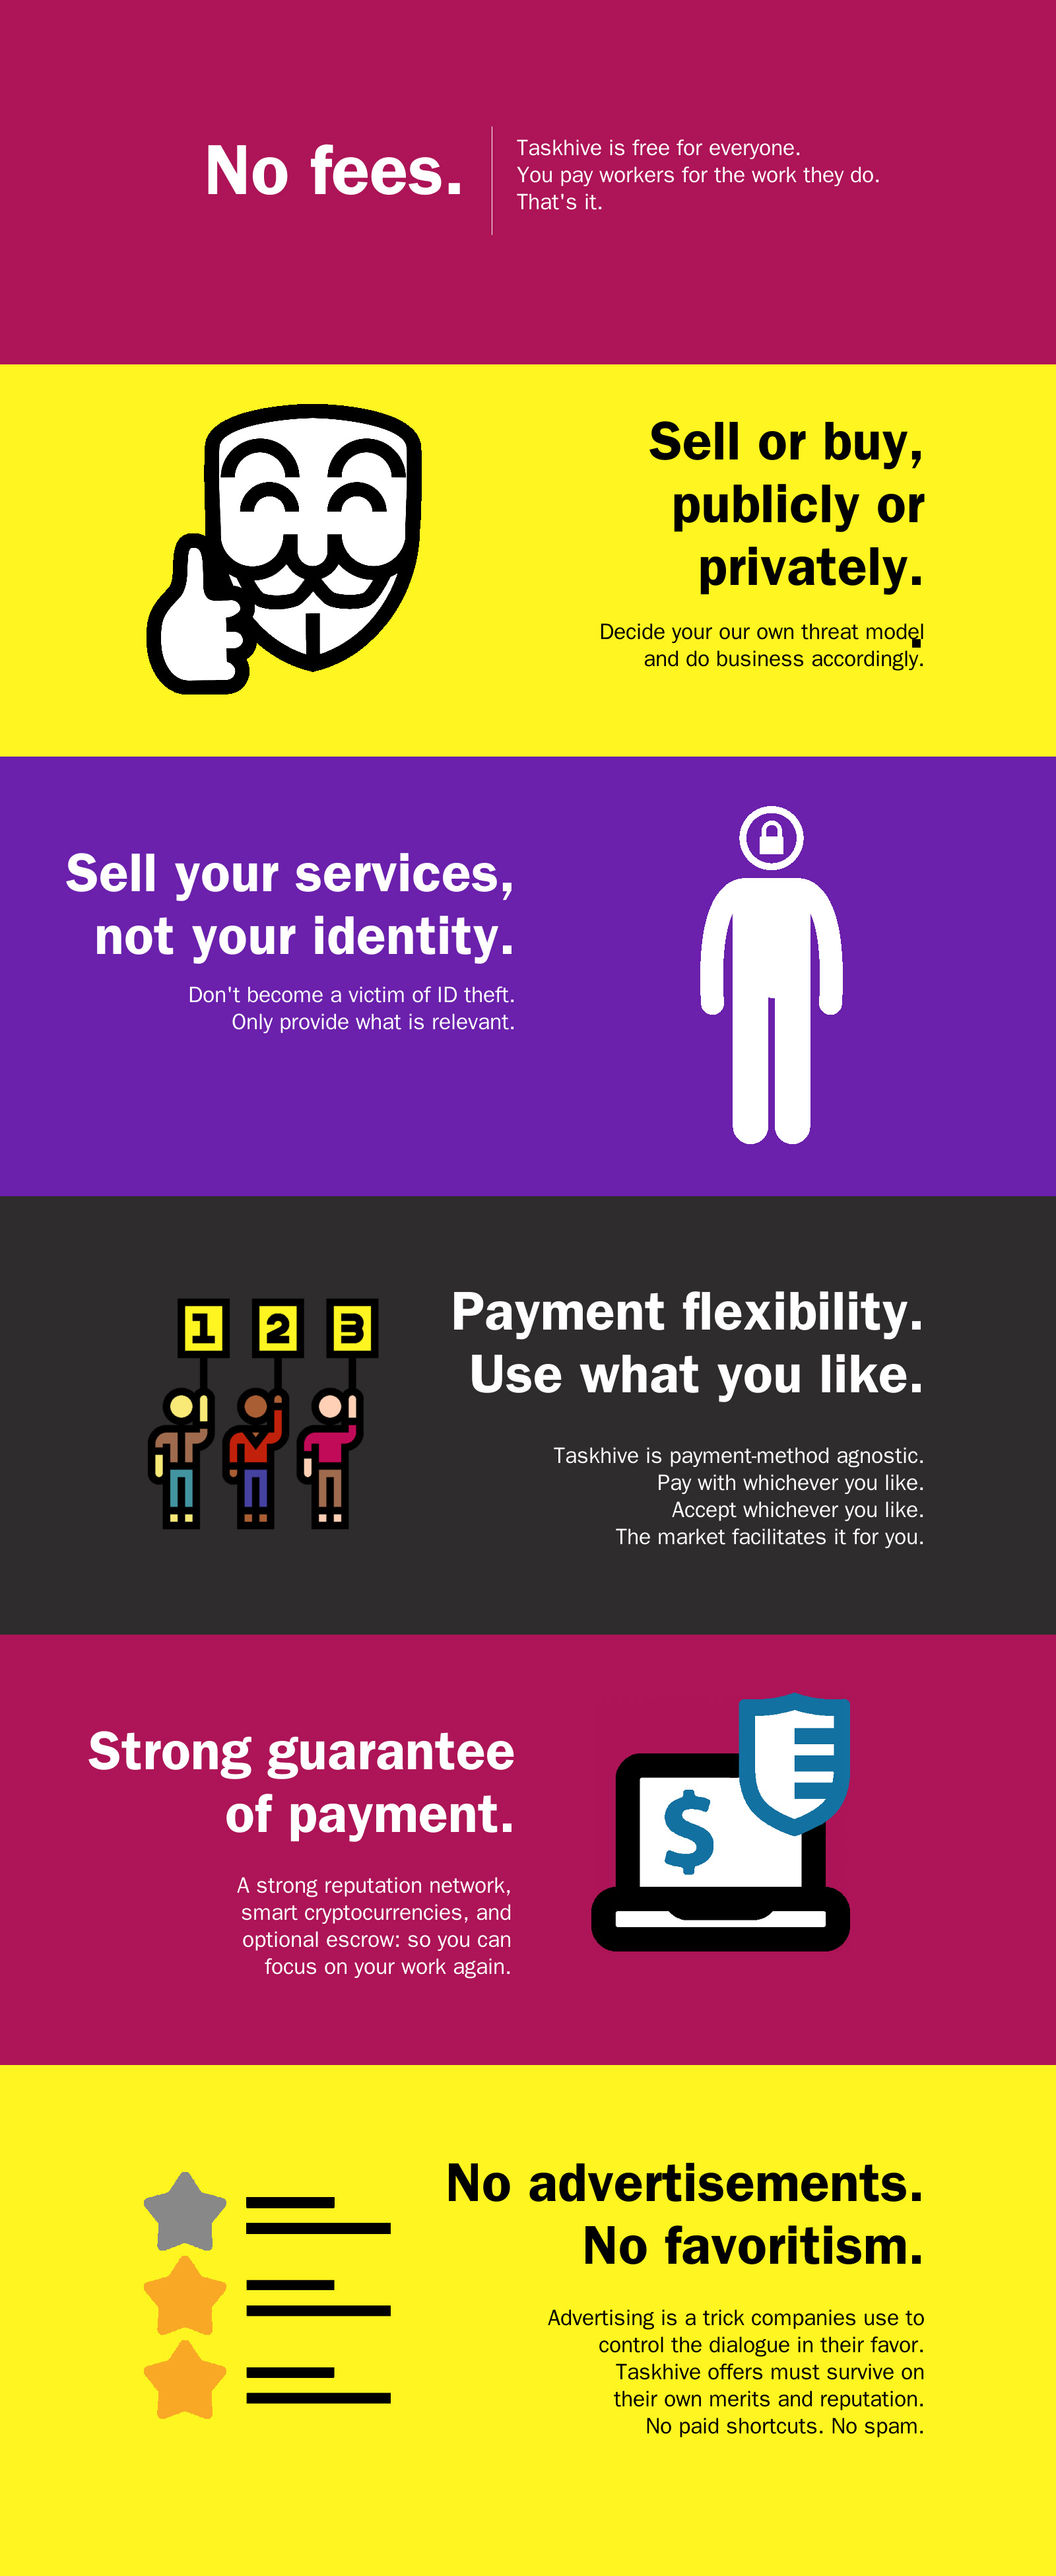 No fees.
Taskhive is free for everyone.
You pay workers for the work they do.
That's it.
Sell or buy,
publicly or
privately.
Decide your our own threat model
and do business accordingly.
Sell your services,
not your identity.
Don't become a victim of ID theft.
Only provide what is relevant.
1 2 3
Payment flexibility.
Use what you like.
Taskhive is payment-method agnostic.
Pay with whichever you like.
Accept whichever you like.
The market facilitates it for you.
Strong guarantee
of payment.
A strong reputation network,
smart cryptocurrencies, and
optional escrow: so you can
focus on your work again.
$
No advertisements.
No favoritism.
Advertising is a trick companies use to
control the dialogue in their favor.
Taskhive offers must survive on
their own merits and reputation.
No paid shortcuts. No spam.